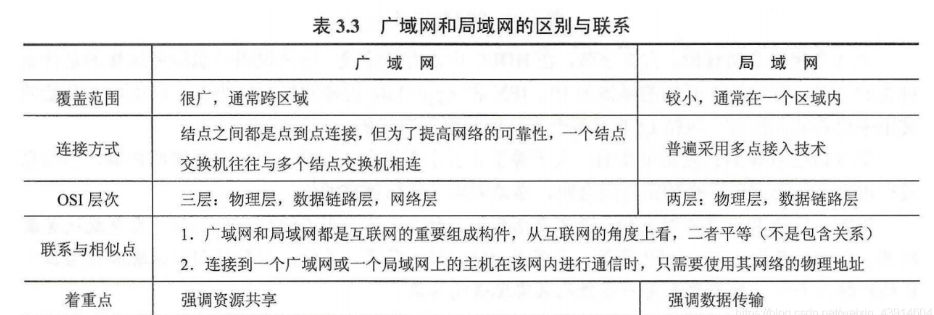 表 3.3 广域网和局域网的区别与联系
广 域 网 局 域 网
覆盖范围 很广，通常跨区域 较小，通常在一个区域内
连接方式 结点之间都是点到点连接，但为了提高网络的可靠性，一个结点交换机往往与多个结点交换机相连 普遍采用多点接入技术
OSI 层次 三层：物理层，数据链路层，网络层 两层：物理层，数据链路层
联系与相似点 1．广域网和局域网都是互联网的重要组成构件，从互联网的角度上看，二者平等（不是包含关系）
2．连接到一个广域网或一个局域网上的主机在该网内进行通信时，只需要使用其网络的物理地址
着重点 强调资源共享 强调数据传输